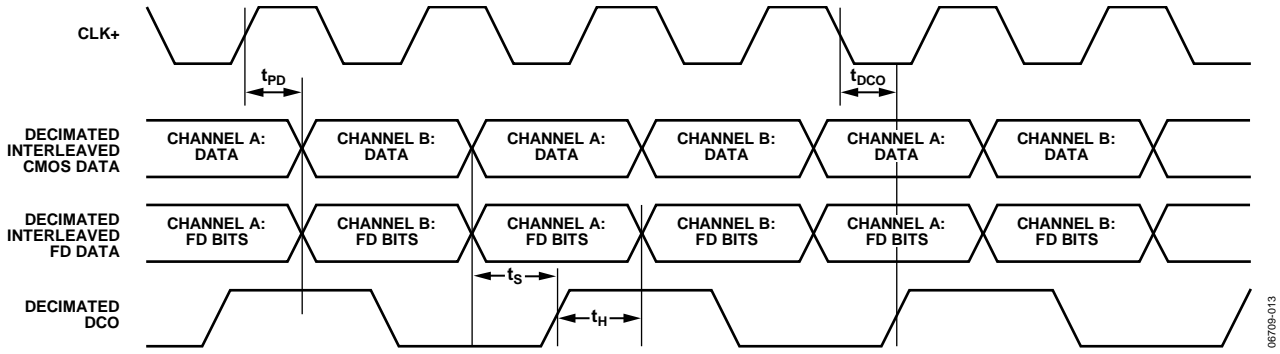 CLK+
tPD
tDCO
DECIMATED
INTERLEAVED
CMOS DATA
CHANNEL A:
DATA
CHANNEL B:
DATA
CHANNEL A:
DATA
CHANNEL B:
DATA
CHANNEL A:
DATA
CHANNEL B:
DATA
DECIMATED
INTERLEAVED
FD DATA
CHANNEL A:
FD BITS
CHANNEL B:
FD BITS
CHANNEL A:
FD BITS
CHANNEL B:
FD BITS
CHANNEL A:
FD BITS
CHANNEL B:
FD BITS
tS
DECIMATED
DCO
tH
06709-013